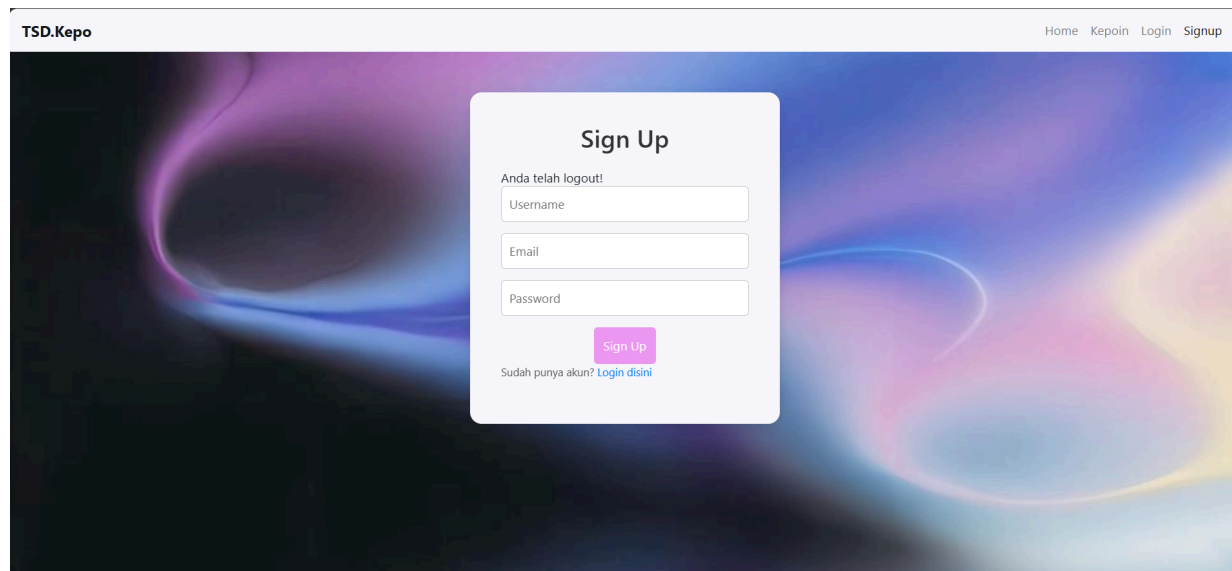 TSD.Kepo
Home Kepoin Login Signup
Sign Up
Anda telah logout!
Username
Email
Password
Sign Up
Sudah punya akun? Login disini